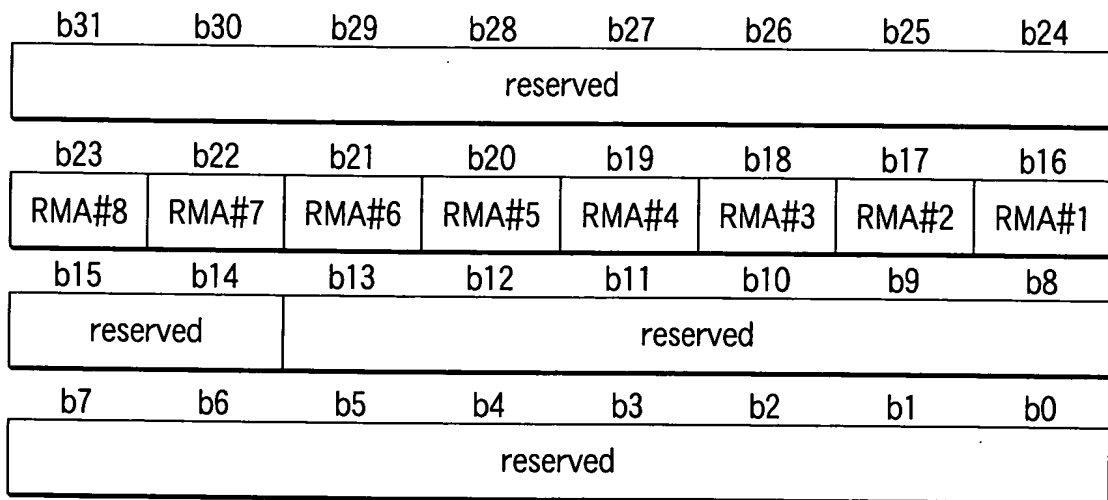 b31 b30 b29 b28 b27 b26 b25 b24
reserved
b23 b22 b21 b20 b19 b18 b17 b16
RMA#8 RMA#7 RMA#6 RMA#5 RMA#4 RMA#3 RMA#2 RMA#1
b15 b14 b13 b12 b11 b10 b9 b8
reserved reserved
b7 b6 b5 b4 b3 b2 b1 b0
reserved